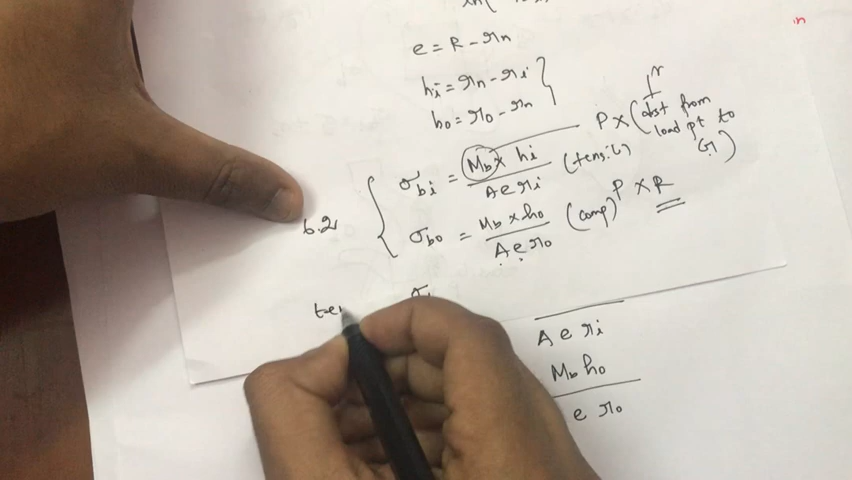 e = R - rn
hi = rn - ri
ho = ro - rn
P x (dist from load pt to G)
σbi = Mb x hi / A e ri (tensile)
P x R
6.2
σbo = Mb x ho / A e ro (comp)
A e ri
Mb ho
e ro